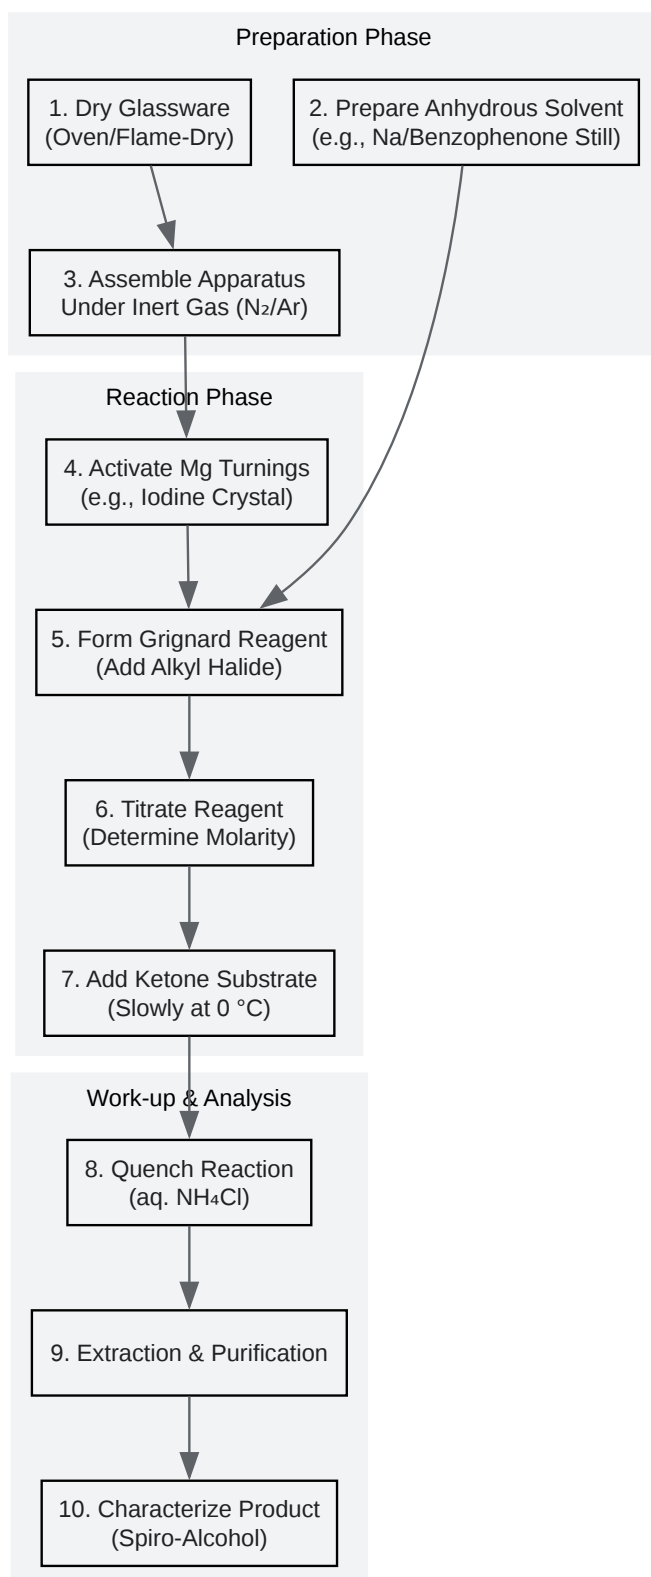 Preparation Phase
1. Dry Glassware
(Oven/Flame-Dry)
2. Prepare Anhydrous Solvent
(e.g., Na/Benzophenone Still)
3. Assemble Apparatus
Under Inert Gas (N₂/Ar)
Reaction Phase
4. Activate Mg Turnings
(e.g., Iodine Crystal)
5. Form Grignard Reagent
(Add Alkyl Halide)
6. Titrate Reagent
(Determine Molarity)
7. Add Ketone Substrate
(Slowly at 0 °C)
Work-up & Analysis
8. Quench Reaction
(aq. NH₄Cl)
9. Extraction & Purification
10. Characterize Product
(Spiro-Alcohol)